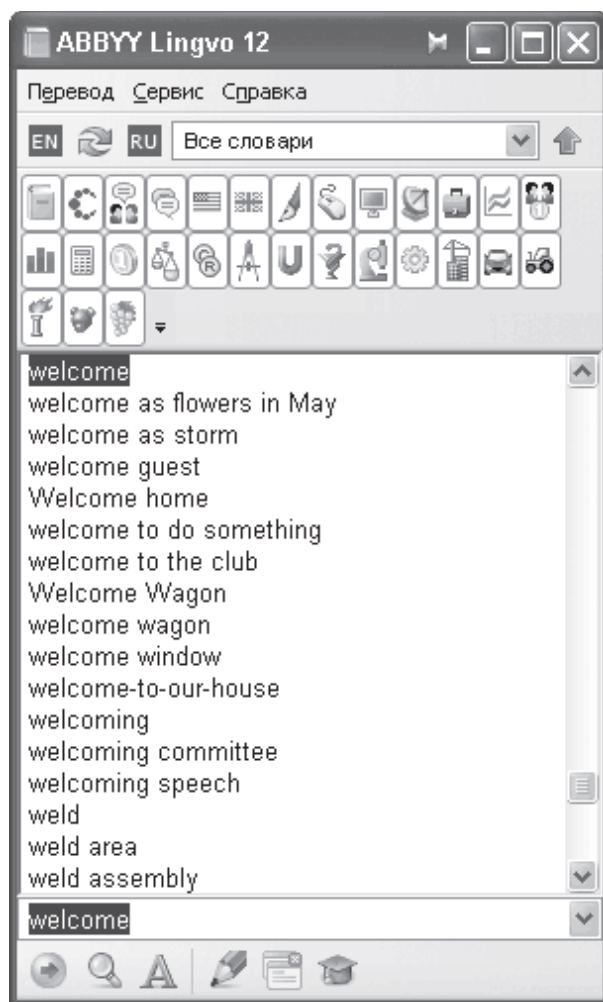 ABBYY Lingvo 12
Перевод Сервис Справка
EN RU Все словари
welcome
welcome as flowers in May
welcome as storm
welcome guest
Welcome home
welcome to do something
welcome to the club
Welcome Wagon
welcome wagon
welcome window
welcome-to-our-house
welcoming
welcoming committee
welcoming speech
weld
weld area
weld assembly
welcome